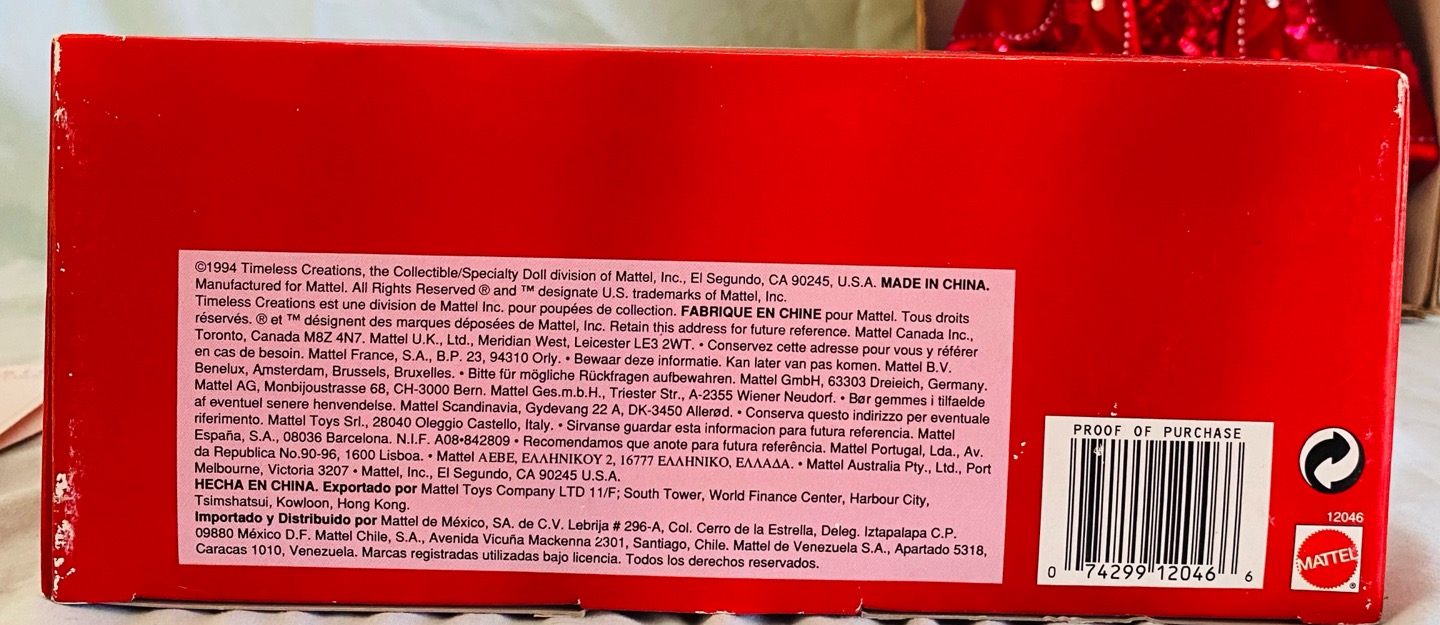 ©1994 Timeless Creations, the Collectible/Specialty Doll division of Mattel, Inc., El Segundo, CA 90245, U.S.A. MADE IN CHINA.
Manufactured for Mattel. All Rights Reserved ® and ™ designate U.S. trademarks of Mattel, Inc.
Timeless Creations est une división de Mattel Inc. pour poupées de collection. FABRIQUE EN CHINE pour Mattel. Tous droits
réservés. ® et ™ désignent des marques déposées de Mattel, Inc. Retain this address for future reference. Mattel Canada Inc.,
Toronto, Canada M8Z 4N7. Mattel U.K., Ltd., Meridian West, Leicester LE3 2WT. • Conservez cette adresse pour vous y référer
en cas de besoin. Mattel France, S.A., B.P. 23, 94310 Orly. • Bewaar deze informatie. Kan later van pas komen. Mattel B.V.
Benelux, Amsterdam, Brussels, Bruxelles. • Bitte für mögliche Rückfragen aufbewahren. Mattel GmbH, 63303 Dreieich, Germany.
Mattel AG, Monbijoustrasse 68, CH-3000 Bern. Mattel Ges.m.b.H., Triester Str., A-2355 Wiener Neudorf. • Bør gemmes i tilfaelde
af eventuel senere henvendelse. Mattel Scandinavia, Gydevang 22 A, DK-3450 Allerød. • Conserva questo indirizzo per eventuale
riferimento. Mattel Toys Srl., 28040 Oleggio Castello, Italy. • Sirvanse guardar esta informacion para futura referencia. Mattel
España, S.A., 08036 Barcelona. N.I.F. A08•842809 • Recomendamos que anote para futura referência. Mattel Portugal, Lda., Av.
da Republica No.90-96, 1600 Lisboa. • Mattel ΑΕΒΕ, ΕΛΛΗΝΙΚΟΥ 2, 16777 ΕΛΛΗΝΙΚΟ, ΕΛΛΑΔΑ. • Mattel Australia Pty., Ltd., Port
Melbourne, Victoria 3207 • Mattel, Inc., El Segundo, CA 90245 U.S.A.
HECHA EN CHINA. Exportado por Mattel Toys Company LTD 11/F; South Tower, World Finance Center, Harbour City,
Tsimshatsui, Kowloon, Hong Kong.
Importado y Distribuido por Mattel de México, SA. de C.V. Lebrija # 296-A, Col. Cerro de la Estrella, Deleg. Iztapalapa C.P.
09880 México D.F. Mattel Chile, S.A., Avenida Vicuña Mackenna 2301, Santiago, Chile. Mattel de Venezuela S.A., Apartado 5318,
Caracas 1010, Venezuela. Marcas registradas utilizadas bajo licencia. Todos los derechos reservados.
PROOF OF PURCHASE
0 74299 12046 6
12046
MATTEL
®